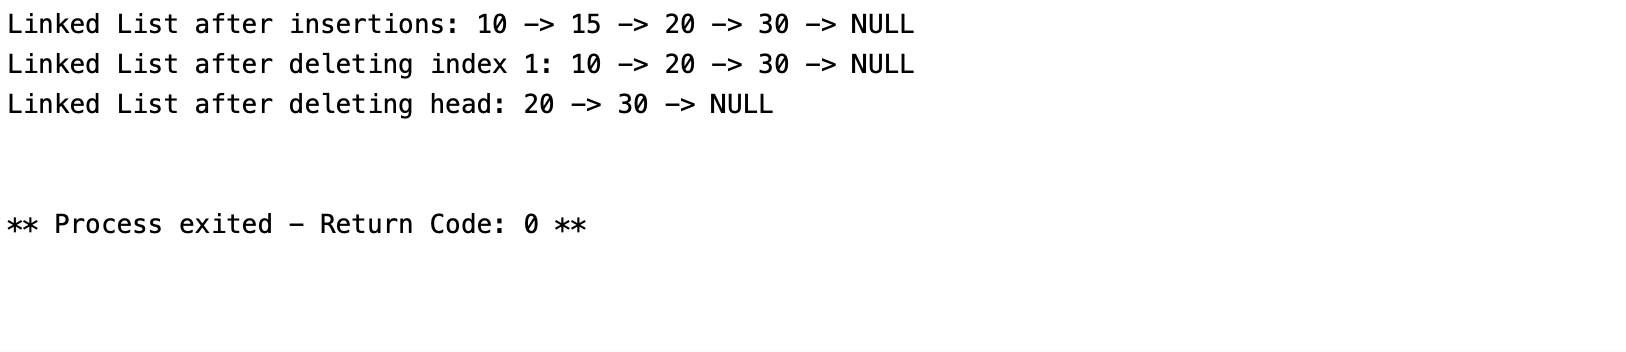 Linked List after insertions: 10 -> 15 -> 20 -> 30 -> NULL
Linked List after deleting index 1: 10 -> 20 -> 30 -> NULL
Linked List after deleting head: 20 -> 30 -> NULL
** Process exited - Return Code: 0 **